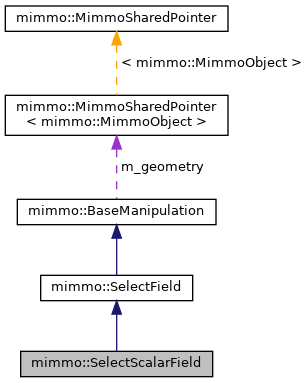 mimmo::MimmoSharedPointer
< mimmo::MimmoObject >
mimmo::MimmoSharedPointer
< mimmo::MimmoObject >
m_geometry
mimmo::BaseManipulation
mimmo::SelectField
mimmo::SelectScalarField